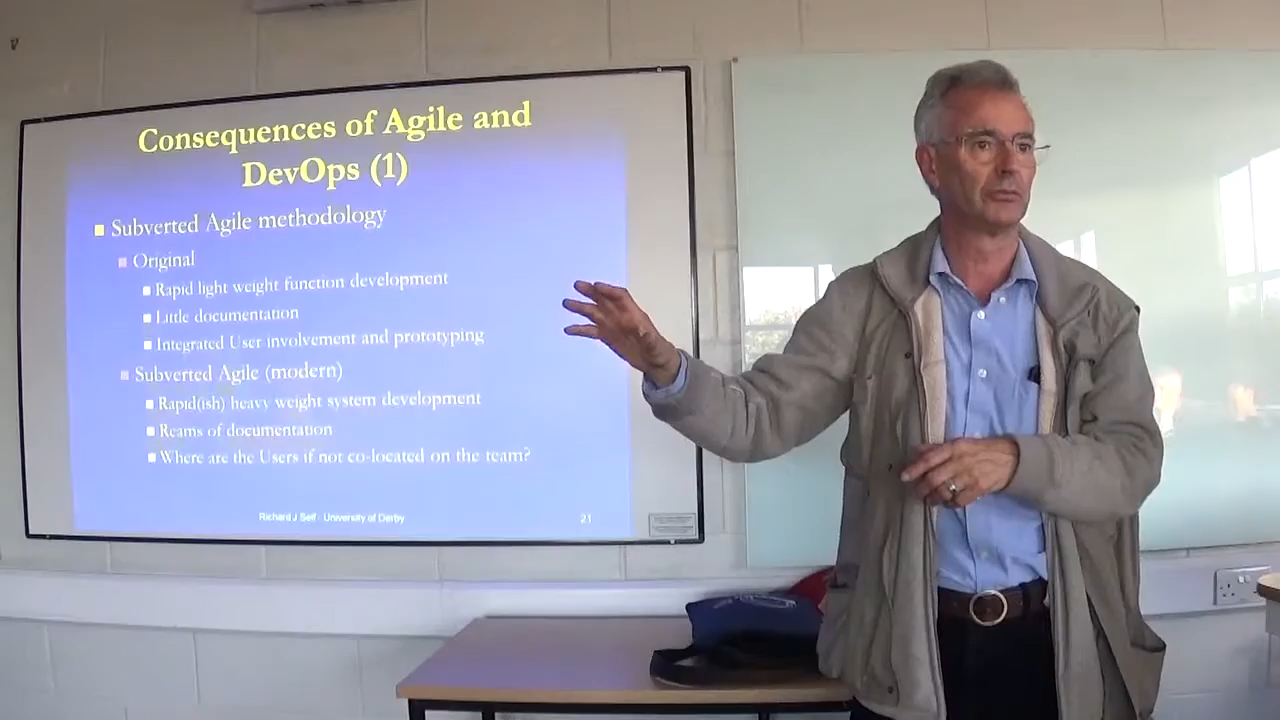 Consequences of Agile and
DevOps (1)
Subverted Agile methodology
Original
Rapid light weight function development
Little documentation
Integrated User involvement and prototyping
Subverted Agile (modern)
Rapid(ish) heavy weight system development
Reams of documentation
Where are the Users if not co-located on the team?
Richard J Self - University of Derby
21